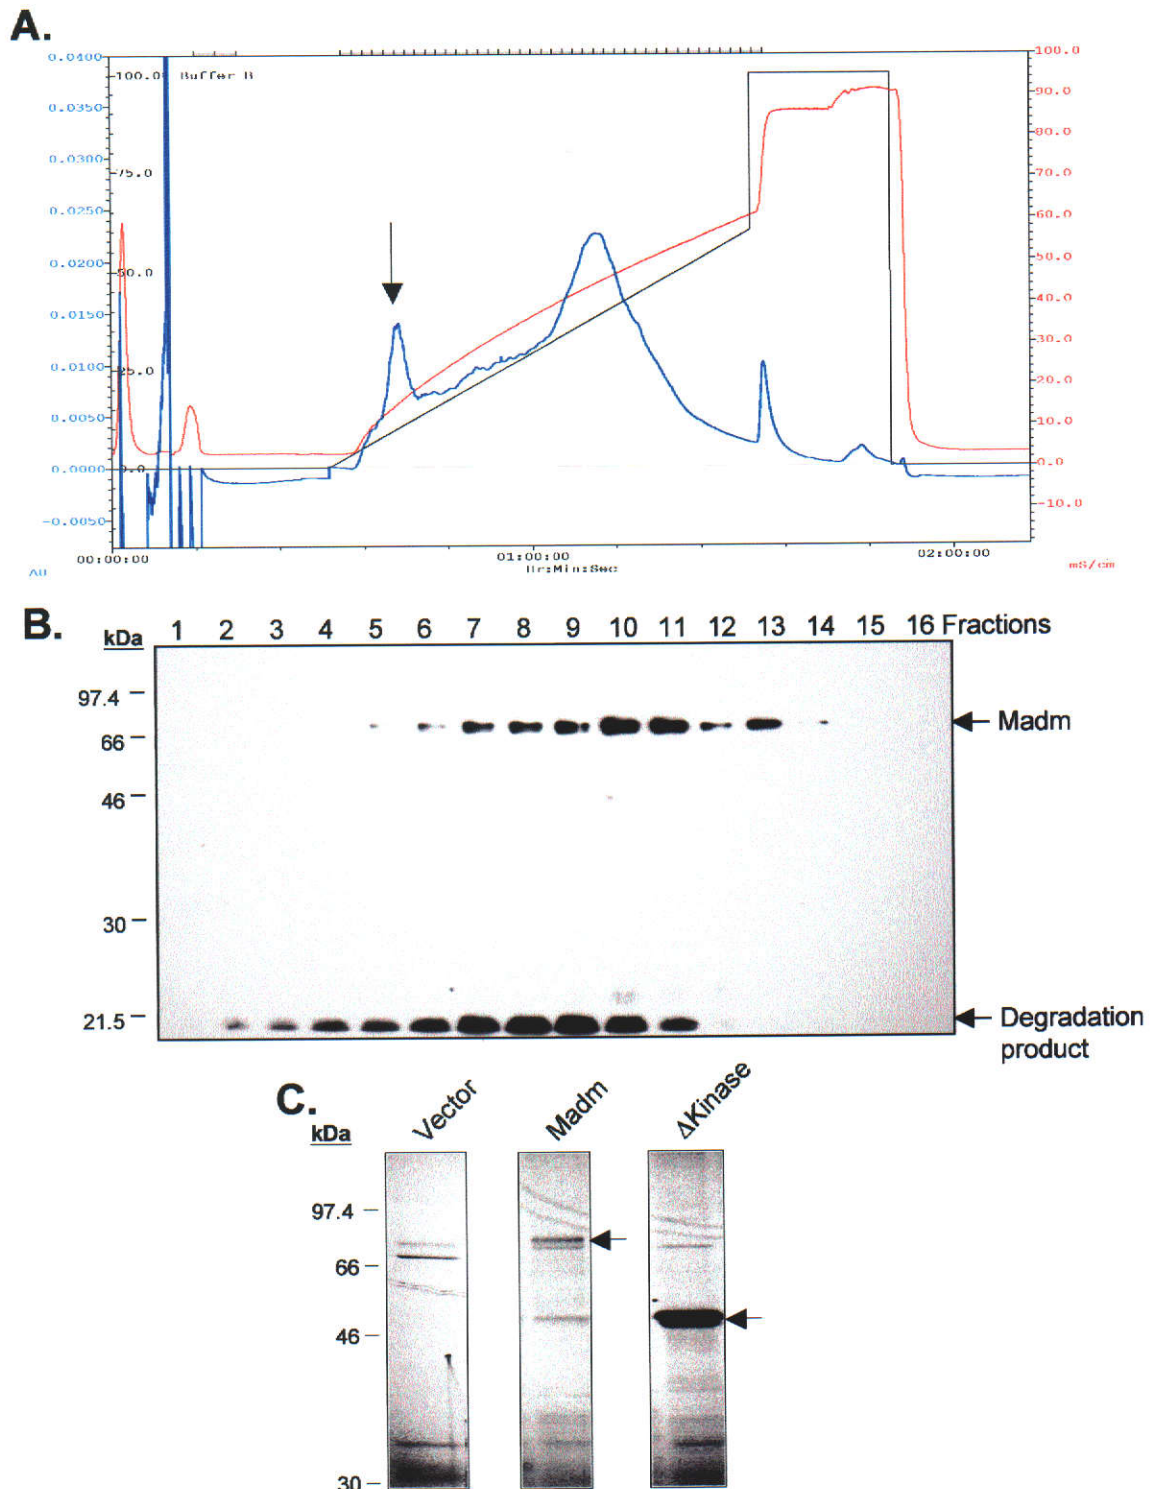 A.
0.0400
0.0350
0.0300
0.0250
0.0200
0.0150
0.0100
0.0050
0.0000
-0.0050
AU
100.0 Buffer B
75.0
50.0
25.0
0.0
100.0
90.0
80.0
70.0
60.0
50.0
40.0
30.0
20.0
10.0
0.0
-10.0
mS/cm
00:00:00 01:00:00 02:00:00
Hr:Min:Sec
B.
kDa 1 2 3 4 5 6 7 8 9 10 11 12 13 14 15 16 Fractions
97.4
66
46
30
21.5
Madm
Degradation
product
C.
kDa
Vector
Madm
ΔKinase
97.4
66
46
30